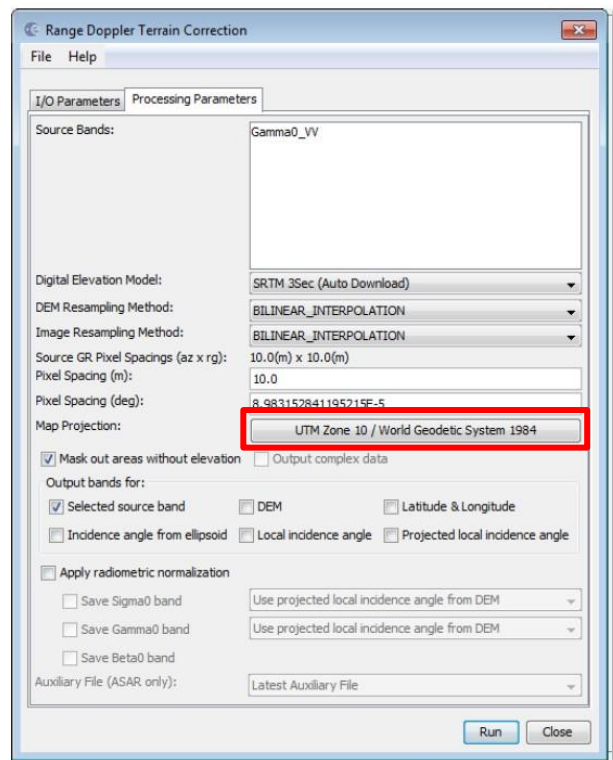 Range Doppler Terrain Correction
File Help
I/O Parameters Processing Parameters
Source Bands: Gamma0_VV
Digital Elevation Model: SRTM 3Sec (Auto Download)
DEM Resampling Method: BILINEAR_INTERPOLATION
Image Resampling Method: BILINEAR_INTERPOLATION
Source GR Pixel Spacings (az x rg): 10.0(m) x 10.0(m)
Pixel Spacing (m): 10.0
Pixel Spacing (deg): 8.983152841195215E-5
Map Projection: UTM Zone 10 / World Geodetic System 1984
Mask out areas without elevation Output complex data
Output bands for:
Selected source band DEM Latitude & Longitude
Incidence angle from ellipsoid Local incidence angle Projected local incidence angle
Apply radiometric normalization
Save Sigma0 band Use projected local incidence angle from DEM
Save Gamma0 band Use projected local incidence angle from DEM
Save Beta0 band
Auxiliary File (ASAR only): Latest Auxiliary File
Run Close